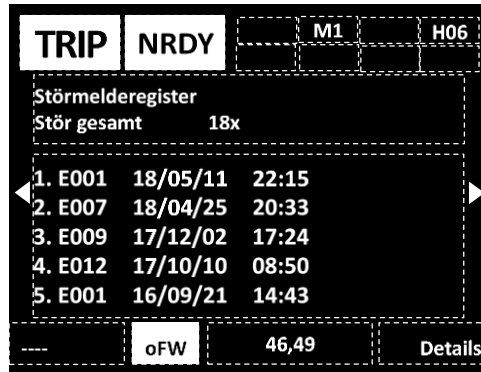 TRIP NRDY M1 H06
Störmelderegister
Stör gesamt 18x
1. E001 18/05/11 22:15
2. E007 18/04/25 20:33
3. E009 17/12/02 17:24
4. E012 17/10/10 08:50
5. E001 16/09/21 14:43
---- oFW 46,49 Details